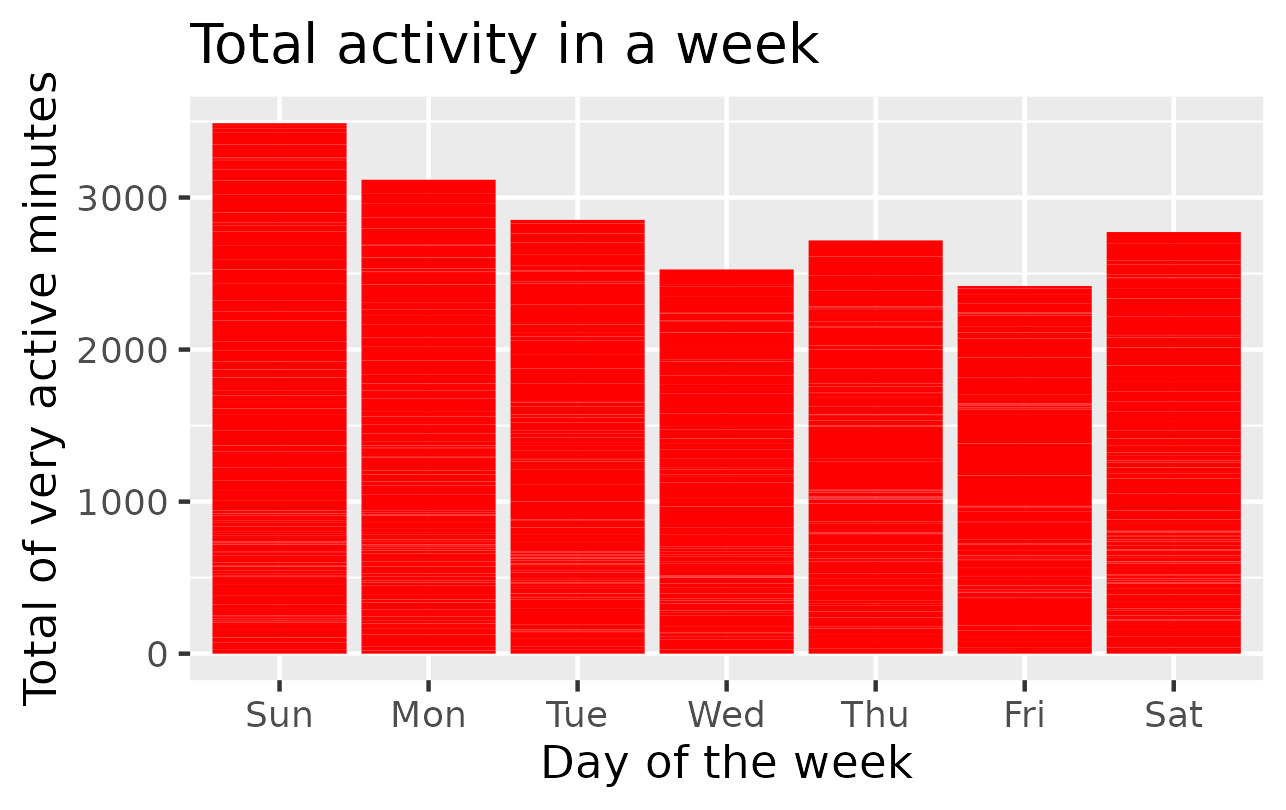 Total activity in a week
Total of very active minutes
3000
2000
1000
0
Sun Mon Tue Wed Thu Fri Sat
Day of the week